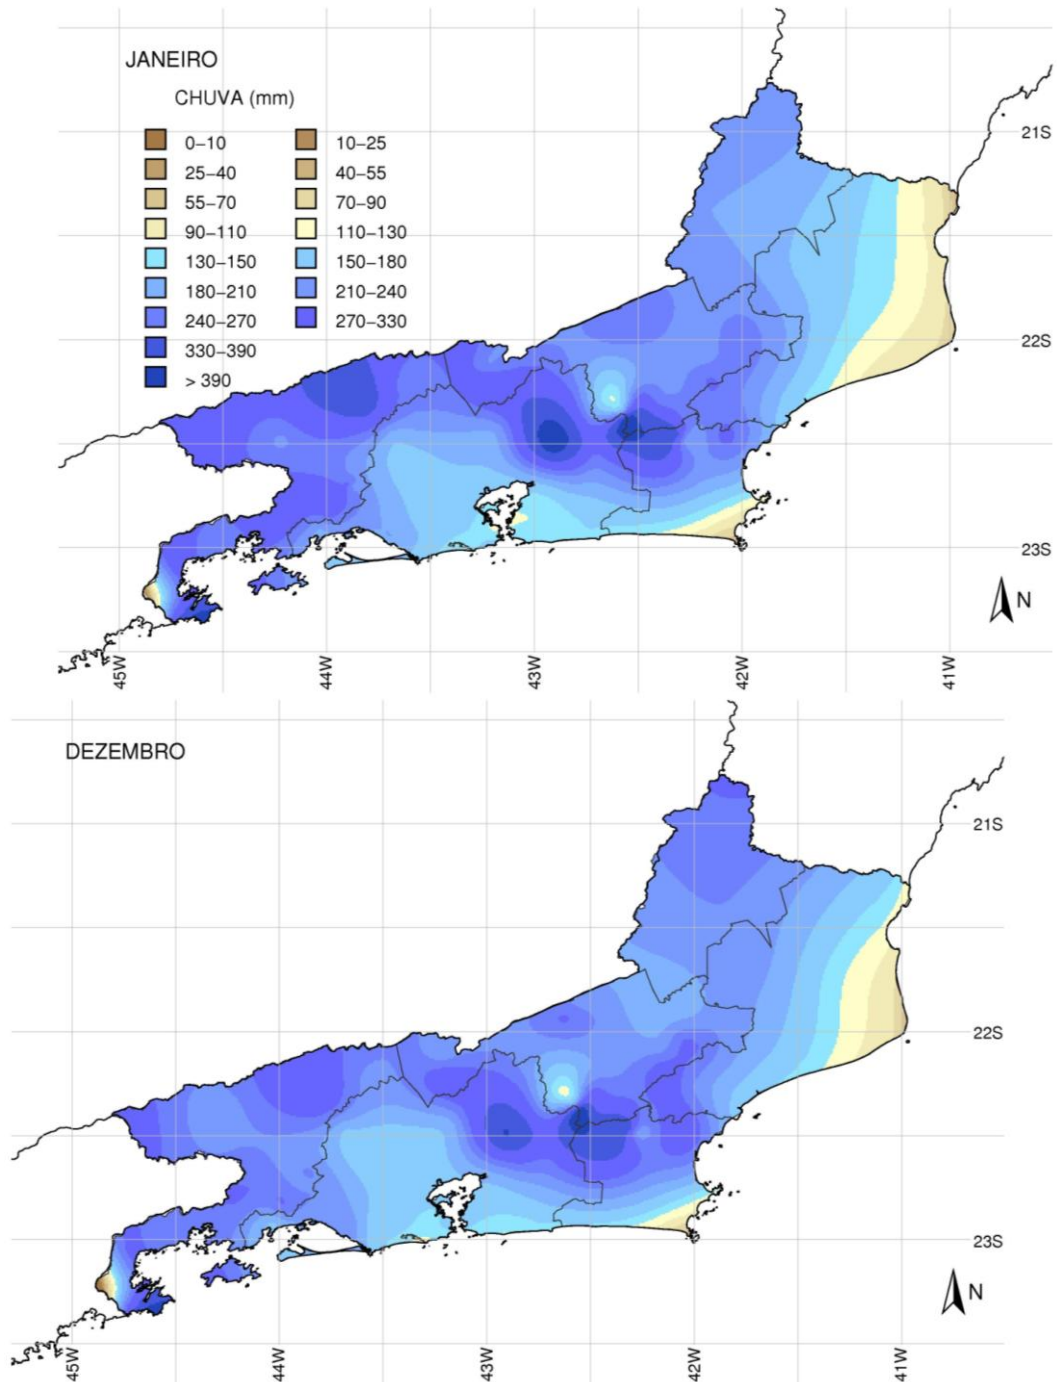 JANEIRO
CHUVA (mm)
0–10 10–25
25–40 40–55
55–70 70–90
90–110 110–130
130–150 150–180
180–210 210–240
240–270 270–330
330–390
> 390
21S
22S
23S
N
45W 44W 43W 42W 41W
DEZEMBRO
21S
22S
23S
N
45W 44W 43W 42W 41W